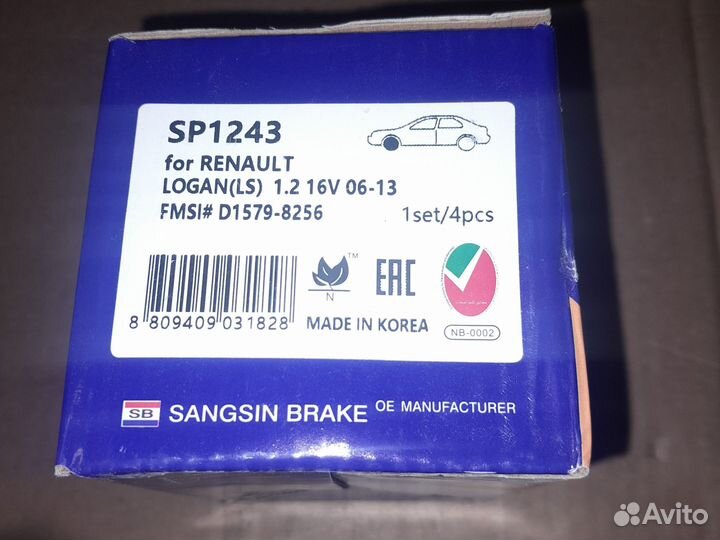 SP1243
for RENAULT
LOGAN(LS) 1.2 16V 06-13
FMSI# D1579-8256 1set/4pcs
8 809409 031828
TM
N
MADE IN KOREA
EAC
NB-0002
SB SANGSIN BRAKE OE MANUFACTURER
Avito